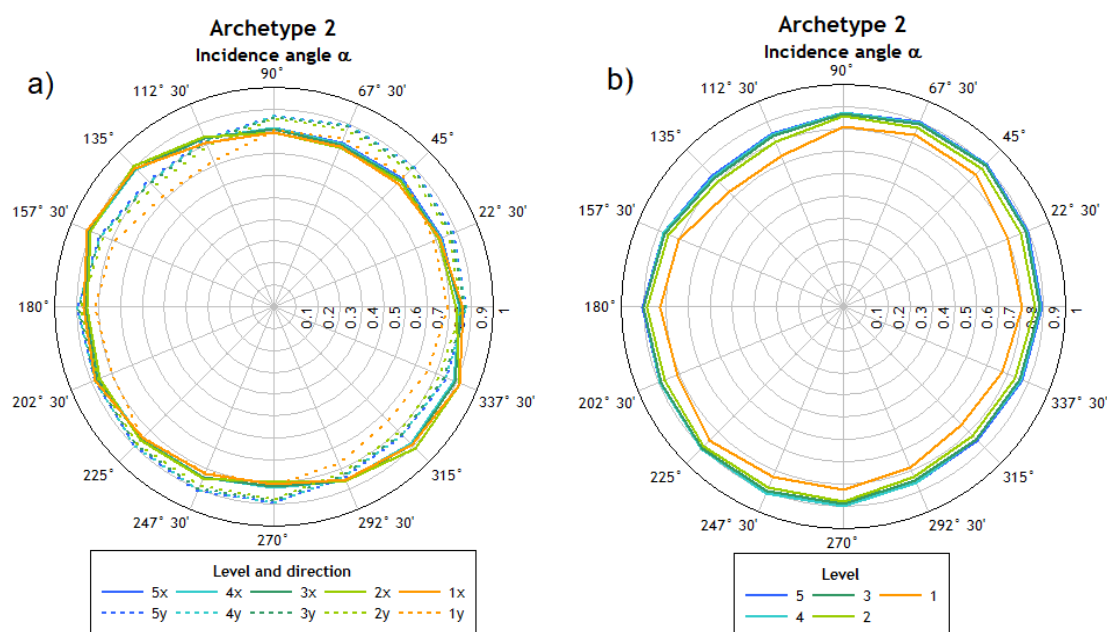 Archetype 2
Incidence angle α
a)
90°
112° 30'
67° 30'
135°
45°
157° 30'
22° 30'
180°
0.1 0.2 0.3 0.4 0.5 0.6 0.7 0.8 0.9 1
202° 30'
337° 30'
225°
315°
247° 30'
292° 30'
270°
Level and direction
5x 4x 3x 2x 1x
5y 4y 3y 2y 1y
Archetype 2
Incidence angle α
b)
90°
112° 30'
67° 30'
135°
45°
157° 30'
22° 30'
180°
0.1 0.2 0.3 0.4 0.5 0.6 0.7 0.8 0.9 1
202° 30'
337° 30'
225°
315°
247° 30'
292° 30'
270°
Level
5 3 1
4 2